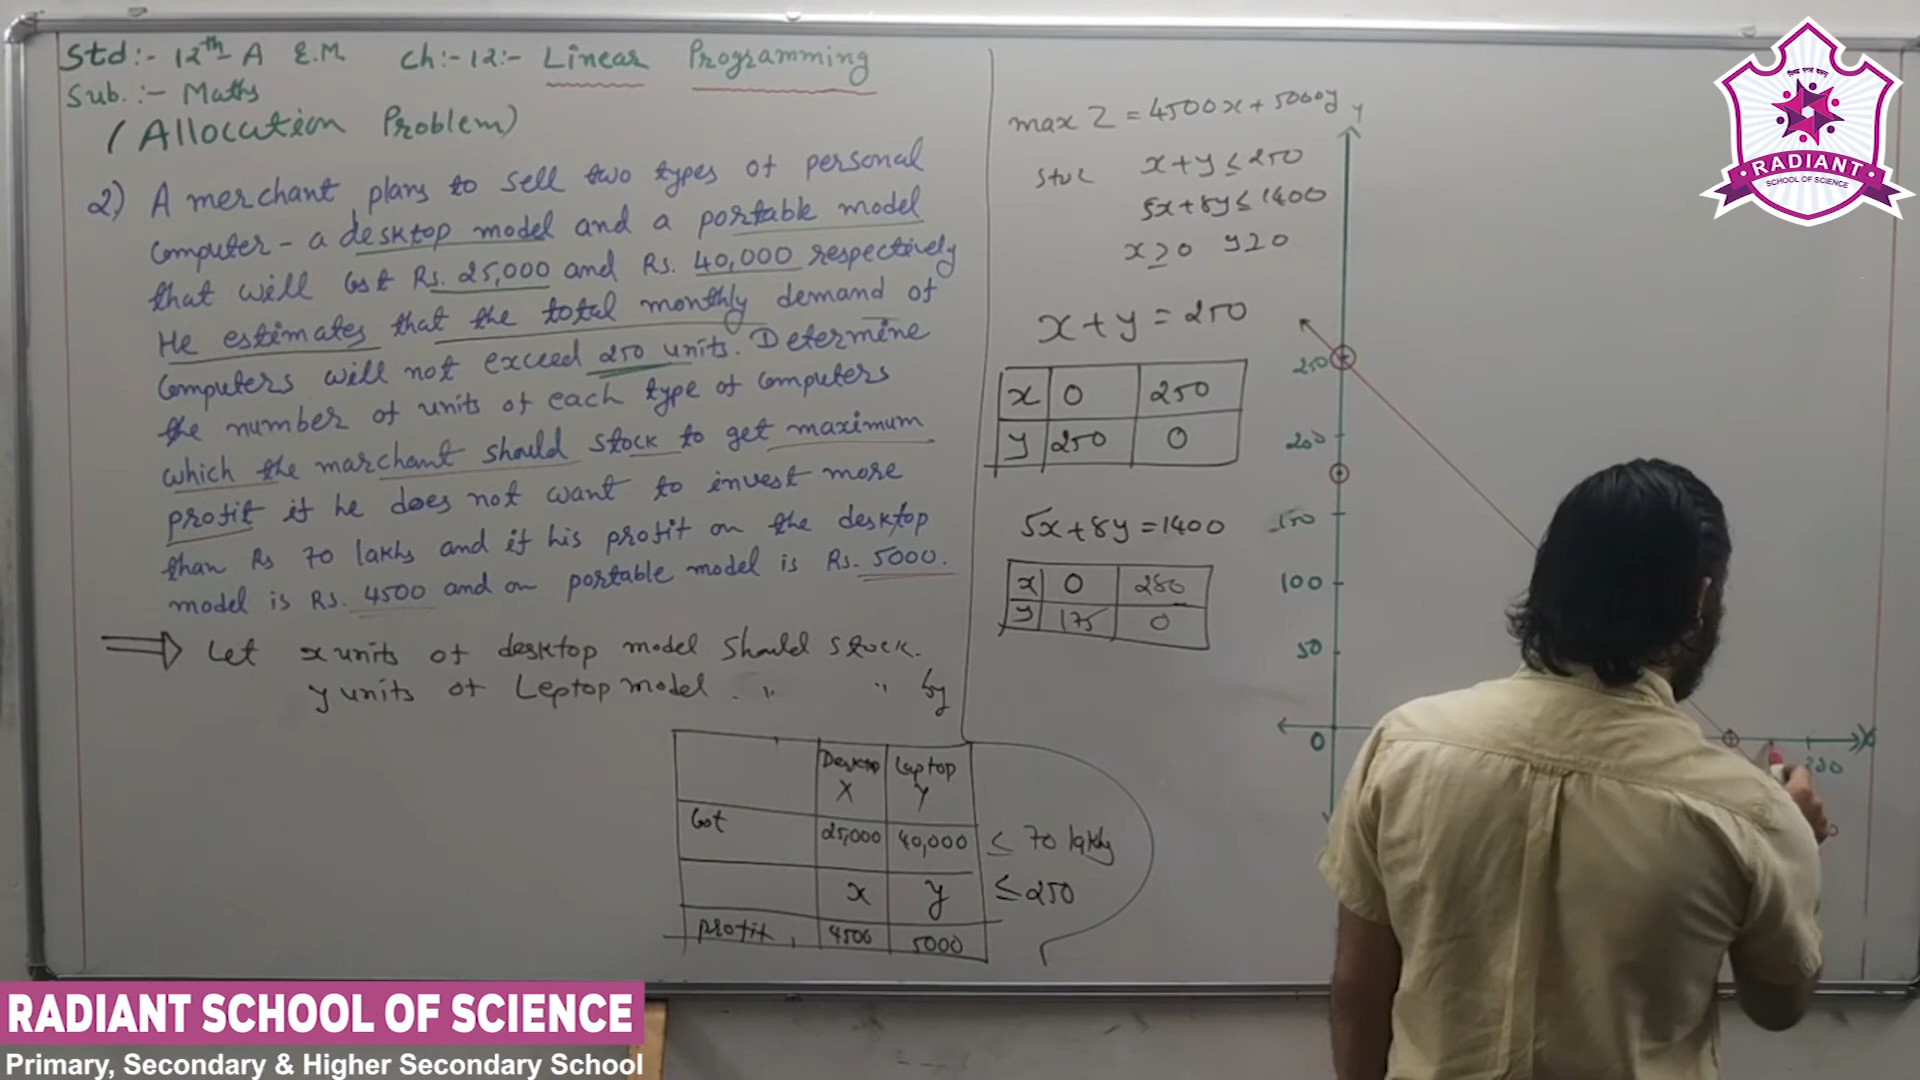 Std:- 12th A E.M. Ch:-12:- Linear Programming
Sub.:- Maths
(Allocation Problem)
2) A merchant plans to sell two types of personal
Computer - a desktop model and a portable model
that will cost Rs. 25,000 and Rs. 40,000 respectively
He estimates that the total monthly demand of
Computers will not exceed 250 units. Determine
the number of units of each type of computers
which the marchant should stock to get maximum
profit if he does not want to invest more
than Rs 70 lakhs and if his profit on the desktop
model is Rs. 4500 and on portable model is Rs. 5000.
Let x units of desktop model should stock.
y units of Leptop model . " "
Desktop Leptop
X Y
Cost 25,000 40,000 ≤ 70 lakhs
x y ≤ 250
profit 4500 5000
max Z = 4500x + 5000y
x + y ≤ 250
5x + 8y ≤ 1400
x ≥ 0 y ≥ 0
x + y = 250
x 0 250
y 250 0
5x + 8y = 1400
x 0 280
y 175 0
y
250
200
150
100
50
0
X
RADIANT
SCHOOL OF SCIENCE
RADIANT SCHOOL OF SCIENCE
Primary, Secondary & Higher Secondary School